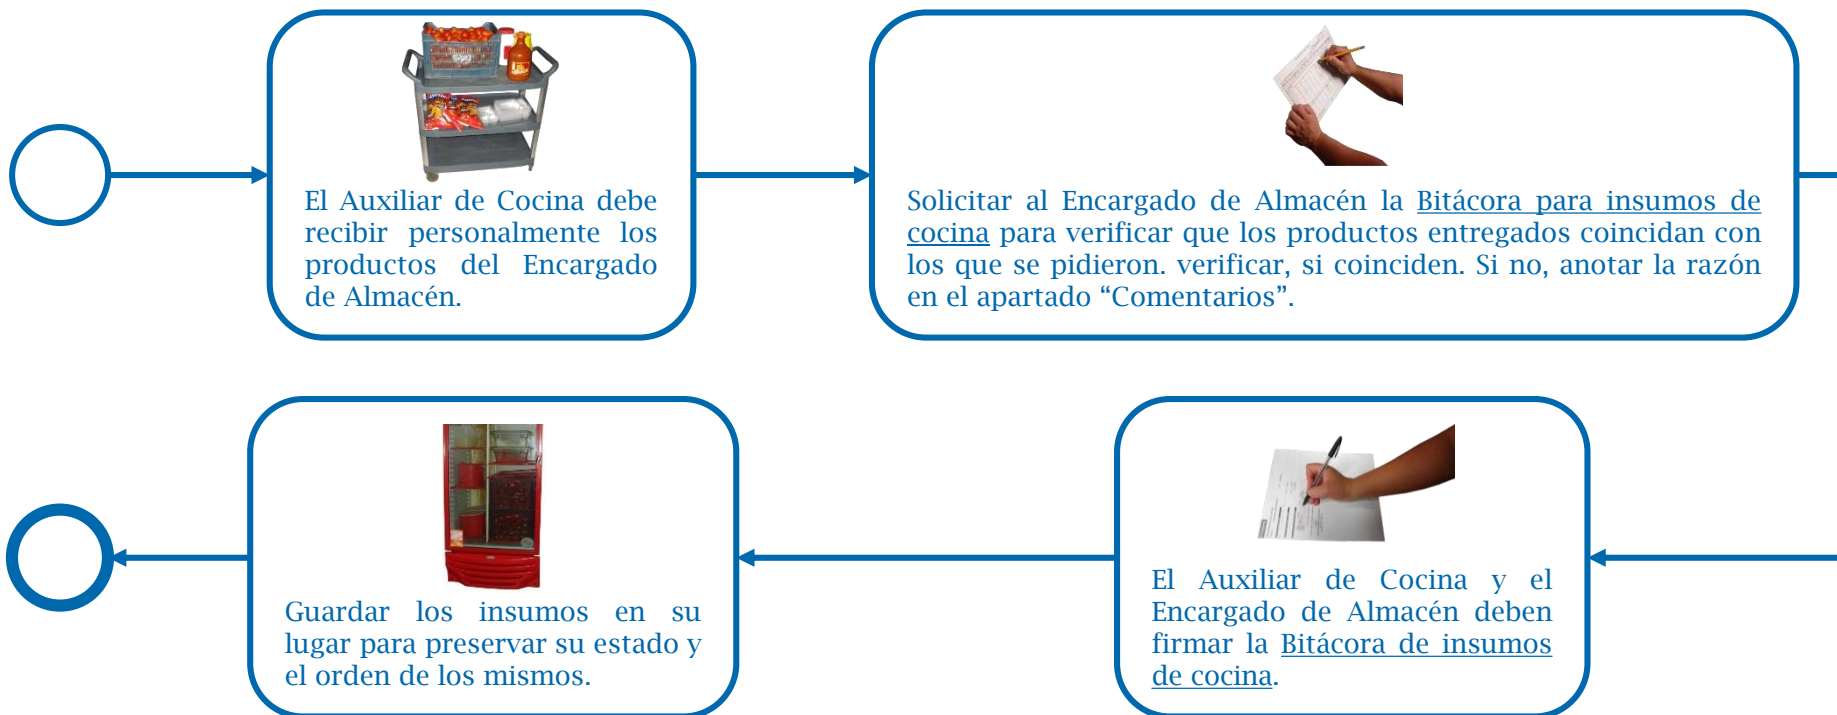 El Auxiliar de Cocina debe
recibir personalmente los
productos del Encargado
de Almacén.
Solicitar al Encargado de Almacén la Bitácora para insumos de
cocina para verificar que los productos entregados coincidan con
los que se pidieron. verificar, si coinciden. Si no, anotar la razón
en el apartado “Comentarios”.
El Auxiliar de Cocina y el
Encargado de Almacén deben
firmar la Bitácora de insumos
de cocina.
Guardar los insumos en su
lugar para preservar su estado y
el orden de los mismos.